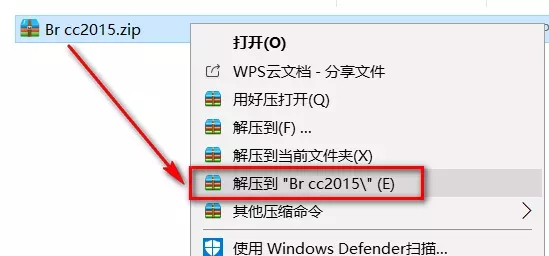 Br cc2015.zip
打开(O)
WPS云文档 - 分享文件
用好压打开(Q)
解压到(F) ...
解压到当前文件夹(X)
解压到 "Br cc2015\" (E)
其他压缩命令
使用 Windows Defender扫描...